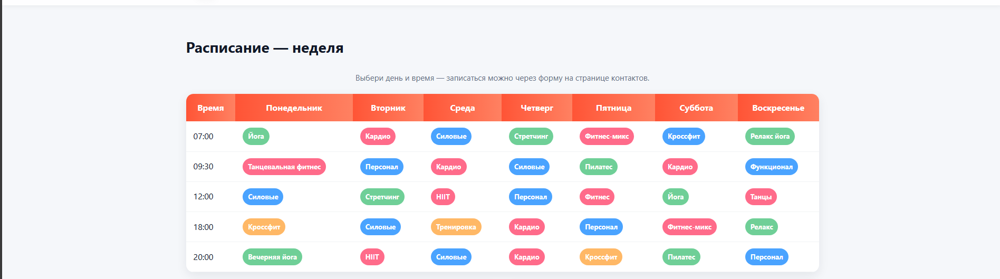 Расписание — неделя
Выбери день и время — записаться можно через форму на странице контактов.
Время Понедельник Вторник Среда Четверг Пятница Суббота Воскресенье
07:00 Йога Кардио Силовые Стретчинг Фитнес-микс Кроссфит Релакс йога
09:30 Танцевальная фитнес Персонал Кардио Силовые Пилатес Кардио Функционал
12:00 Силовые Стретчинг HIIT Персонал Фитнес Йога Танцы
18:00 Кроссфит Силовые Тренировка Кардио Персонал Фитнес-микс Релакс
20:00 Вечерняя йога HIIT Силовые Кардио Кроссфит Пилатес Персонал